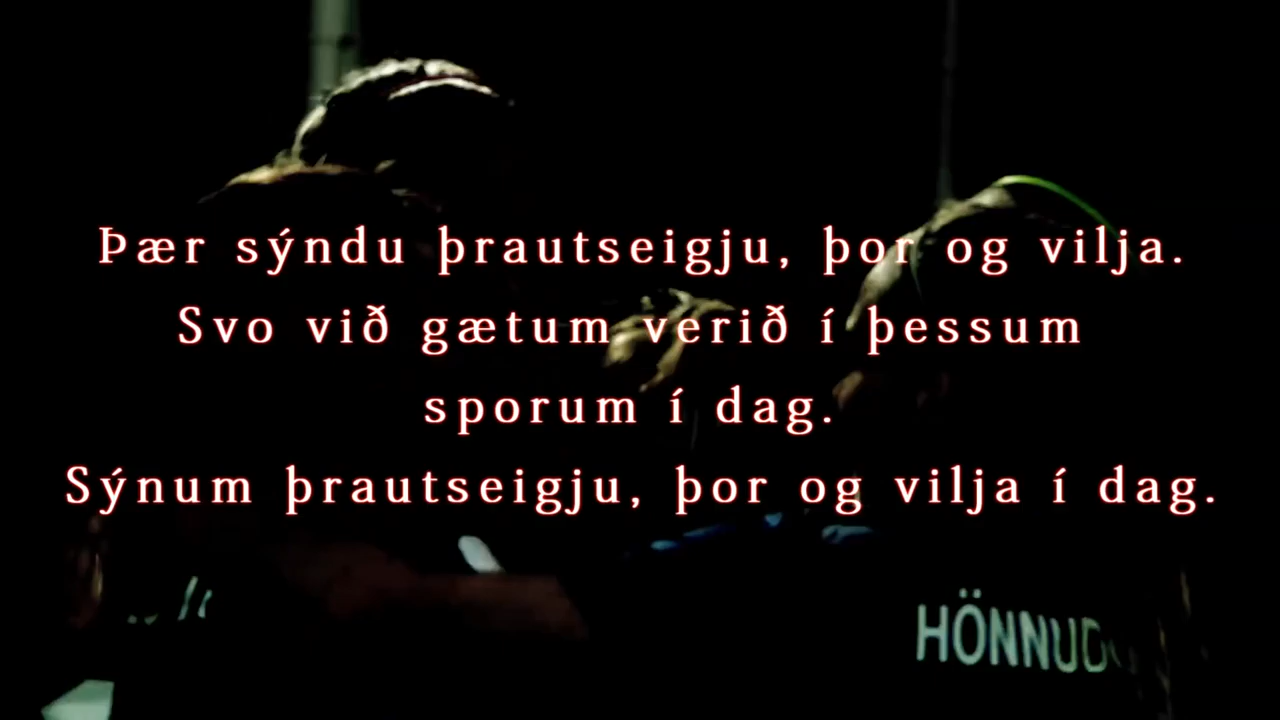 Þær sýndu þrautseigju, þor og vilja.
Svo við gætum verið í þessum
sporum í dag.
Sýnum þrautseigju, þor og vilja í dag.